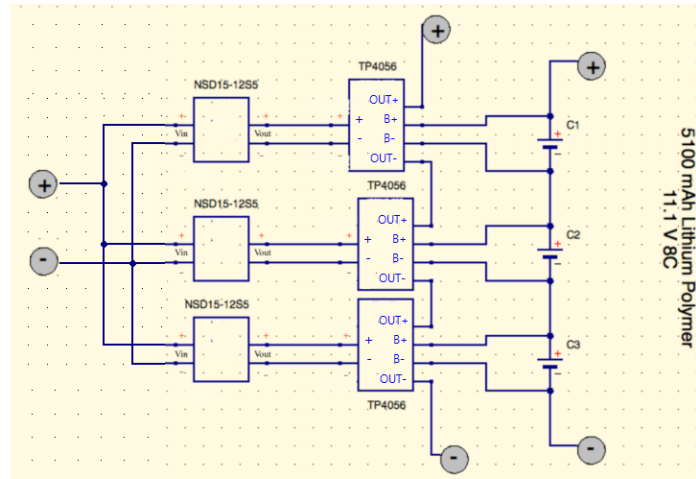 +
+
TP4056
NSD15-12S5
+ Vin -
+ Vout -
+ -
OUT+
+ B+
- B-
OUT-
+ C1 -
TP4056
NSD15-12S5
+ Vin -
+ Vout -
+ -
OUT+
+ B+
- B-
OUT-
+ C2 -
+
-
NSD15-12S5
+ Vin -
+ Vout -
+ -
OUT+
+ B+
- B-
OUT-
+ C3 -
TP4056
-
-
5100 mAh Lithium Polymer
11.1 V 8C